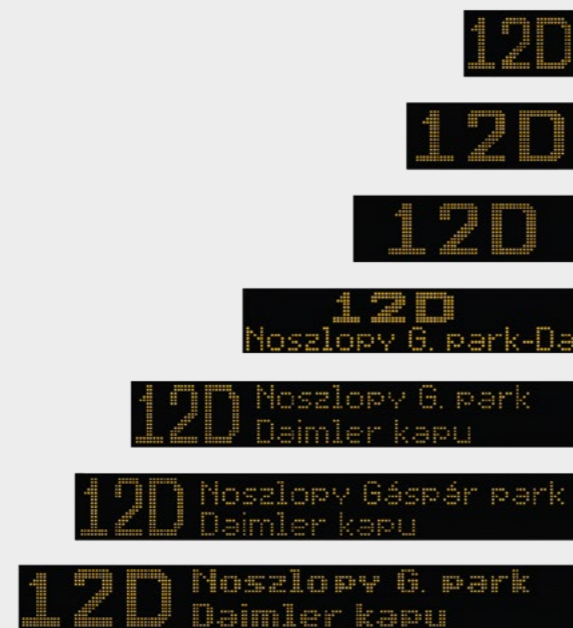 12D
12D
12D
12D
Noszlopy G. park-Da
12D Noszlopy G. park
Daimler kapu
12D Noszlopy Gáspár park
Daimler kapu
12D Noszlopy G. park
Daimler kapu